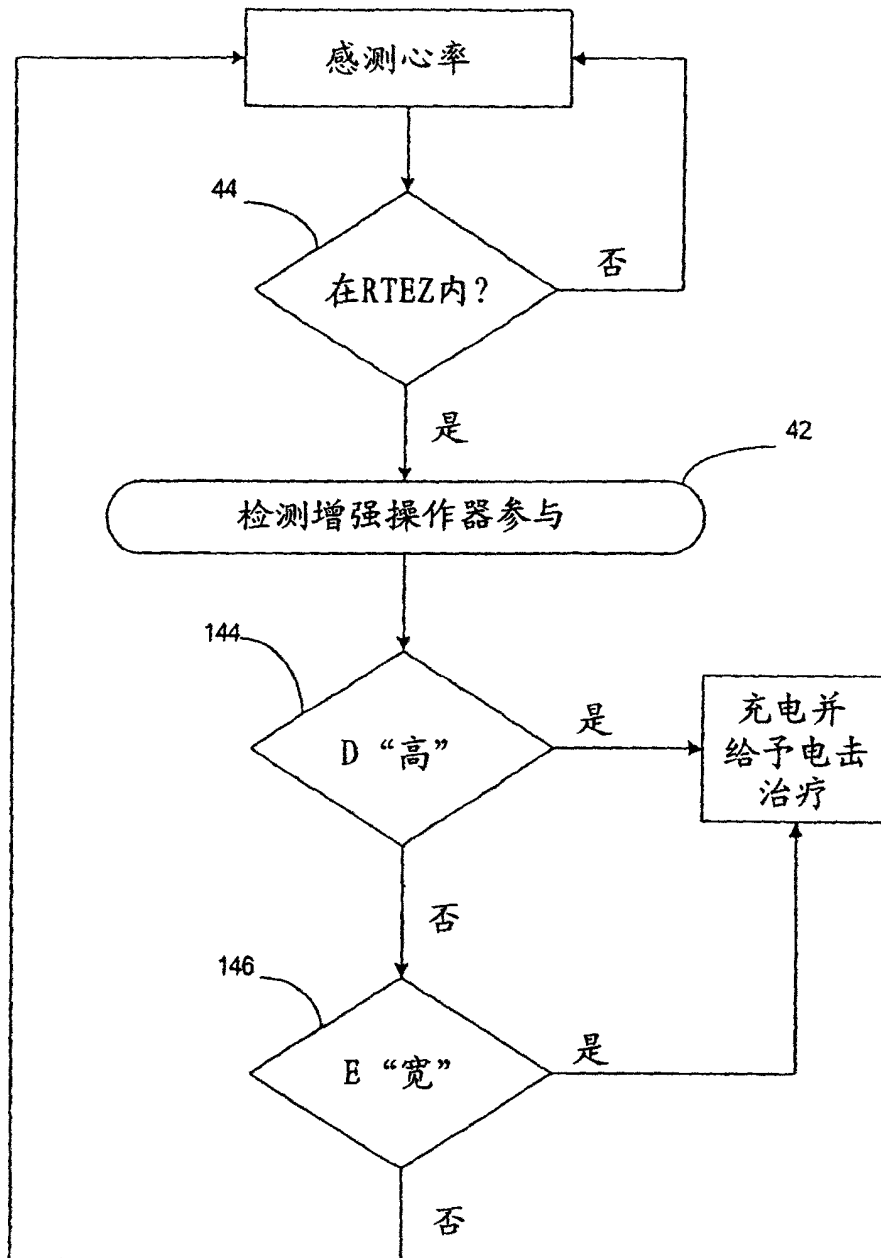 感测心率
44
否
在RTEZ内?
是
42
检测增强操作器参与
144
是
D “高”
充电并
给予电击
治疗
否
146
是
E “宽”
否